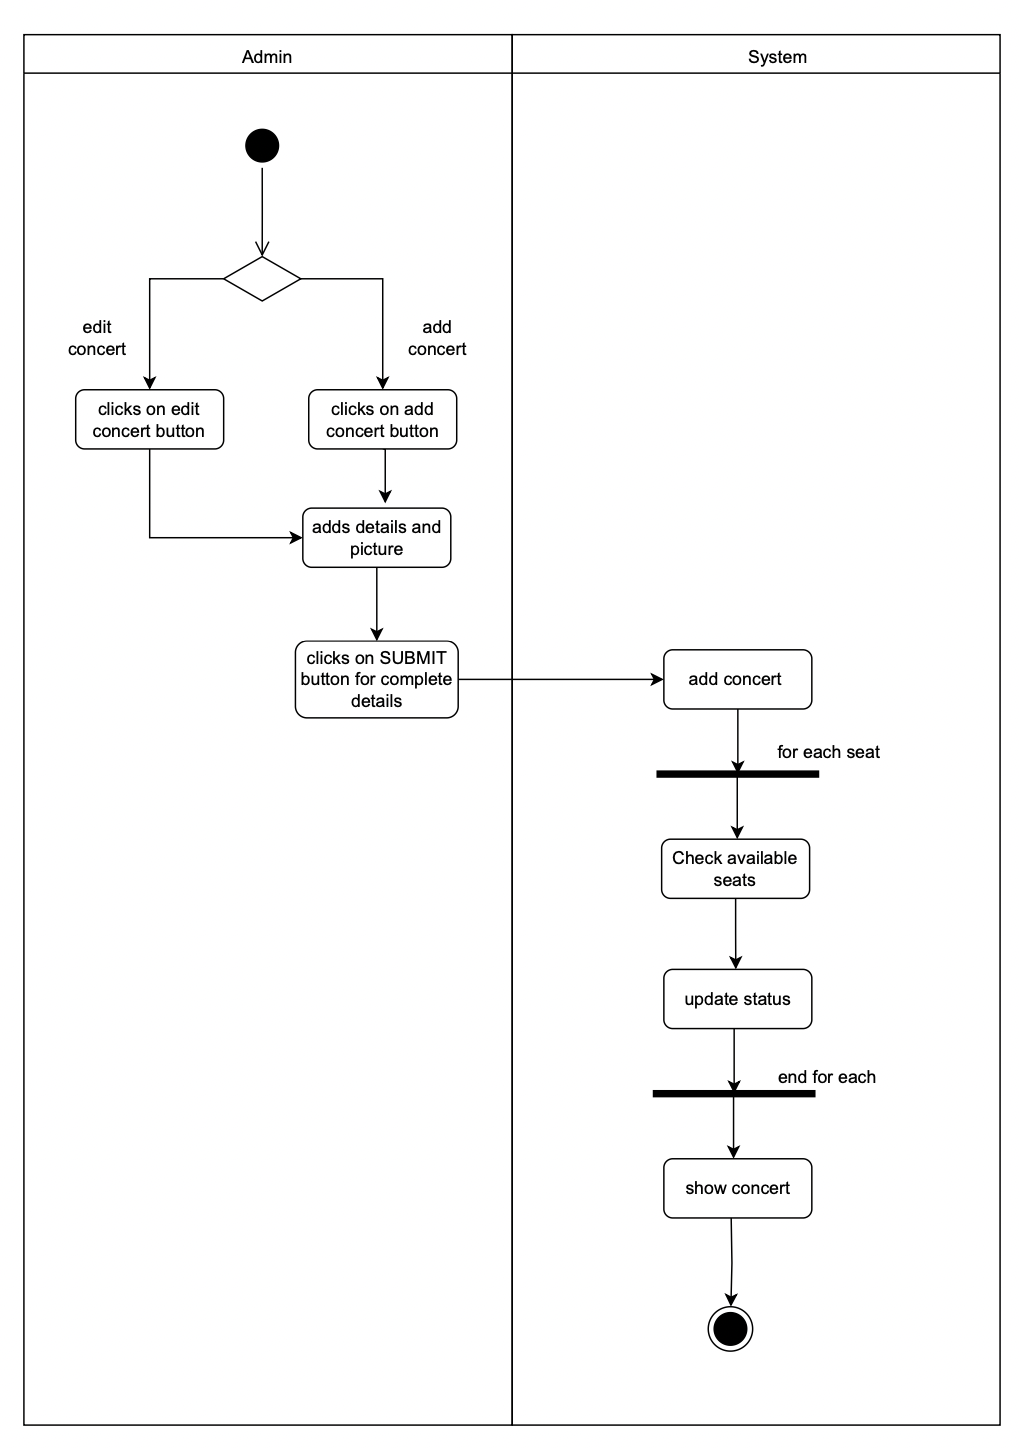 Admin
System
edit
concert
add
concert
clicks on edit
concert button
clicks on add
concert button
adds details and
picture
clicks on SUBMIT
button for complete
details
add concert
for each seat
Check available
seats
update status
end for each
show concert